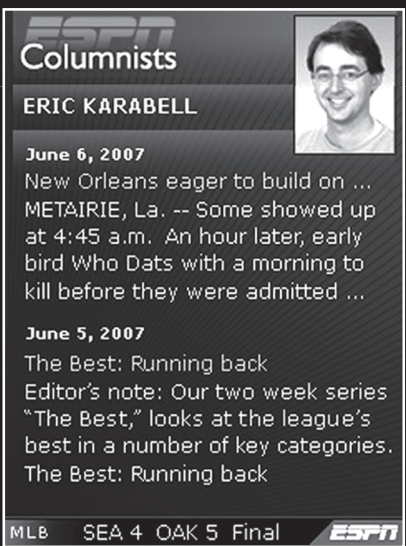 ESPN
Columnists
ERIC KARABELL
June 6, 2007
New Orleans eager to build on ...
METAIRIE, La. -- Some showed up
at 4:45 a.m. An hour later, early
bird Who Dats with a morning to
kill before they were admitted ...
June 5, 2007
The Best: Running back
Editor's note: Our two week series
"The Best," looks at the league's
best in a number of key categories.
The Best: Running back
MLB SEA 4 OAK 5 Final ESPN